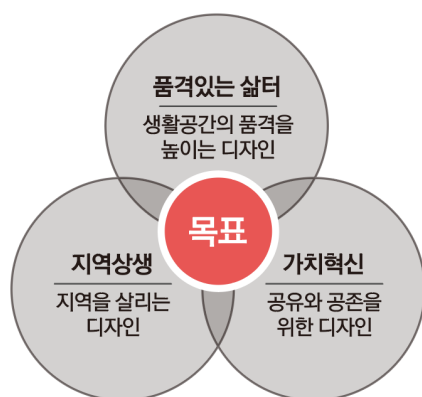 품격있는 삶터
생활공간의 품격을
높이는 디자인
목표
지역상생
지역을 살리는
디자인
가치혁신
공유와 공존을
위한 디자인